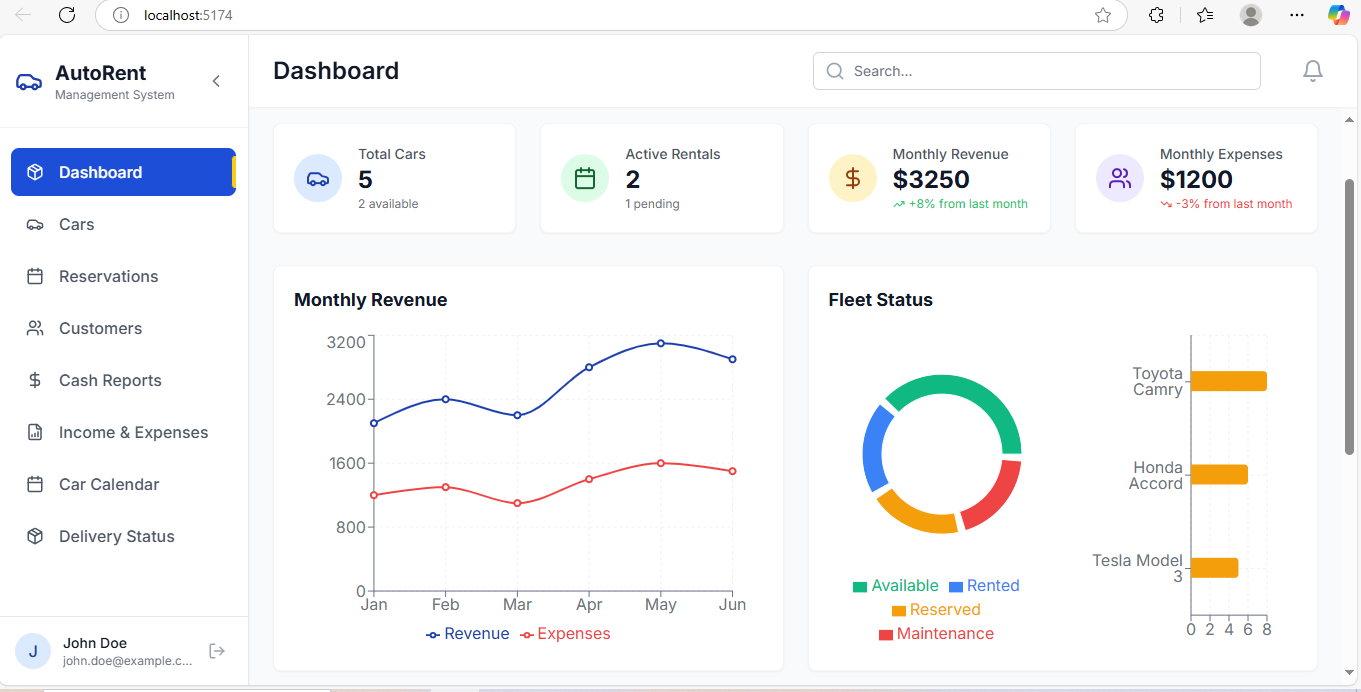 localhost:5174
AutoRent
Management System
Dashboard
Cars
Reservations
Customers
Cash Reports
Income & Expenses
Car Calendar
Delivery Status
J
John Doe
john.doe@example.c...
Dashboard
Search...
Total Cars
5
2 available
Active Rentals
2
1 pending
Monthly Revenue
$3250
+8% from last month
Monthly Expenses
$1200
-3% from last month
Monthly Revenue
3200
2400
1600
800
0
Jan Feb Mar Apr May Jun
Revenue Expenses
Fleet Status
Available Rented
Reserved
Maintenance
Toyota
Camry
Honda
Accord
Tesla Model
3
0 2 4 6 8